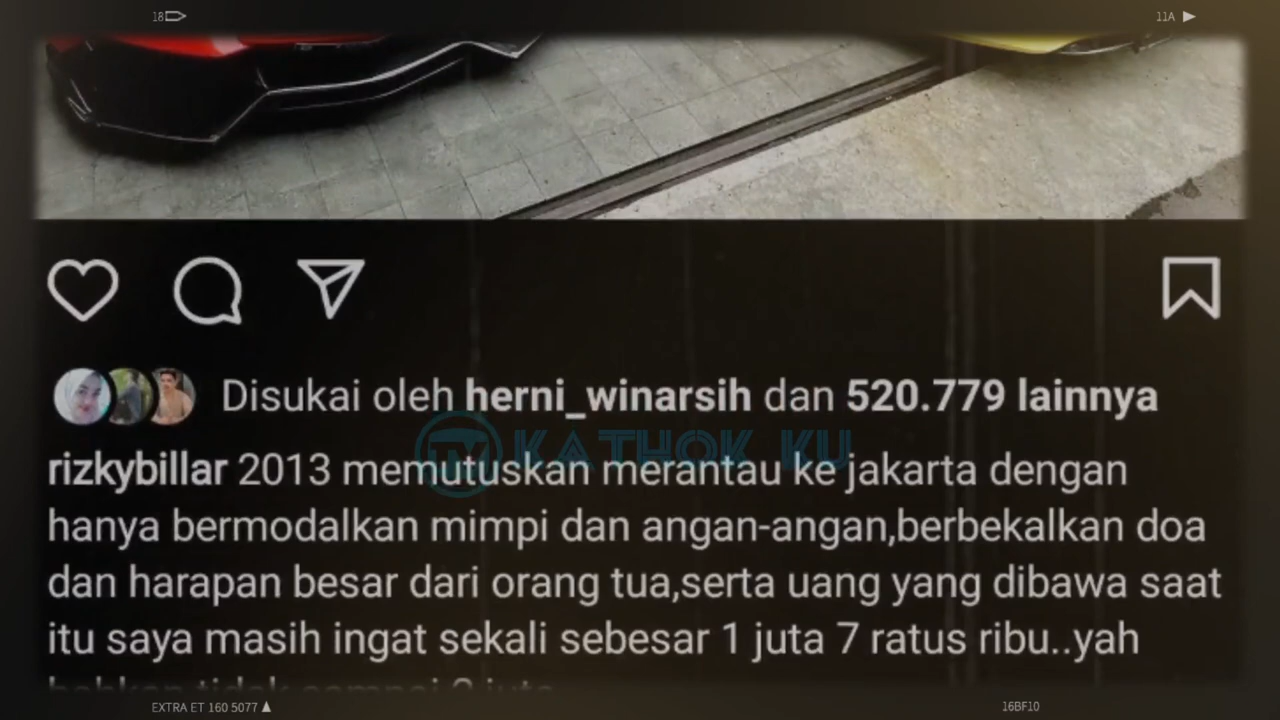 18
11A
Disukai oleh herni_winarsih dan 520.779 lainnya
KATHOK KU
rizkybillar 2013 memutuskan merantau ke jakarta dengan
hanya bermodalkan mimpi dan angan-angan,berbekalkan doa
dan harapan besar dari orang tua,serta uang yang dibawa saat
itu saya masih ingat sekali sebesar 1 juta 7 ratus ribu..yah
EXTRA ET 160 5077
16BF10